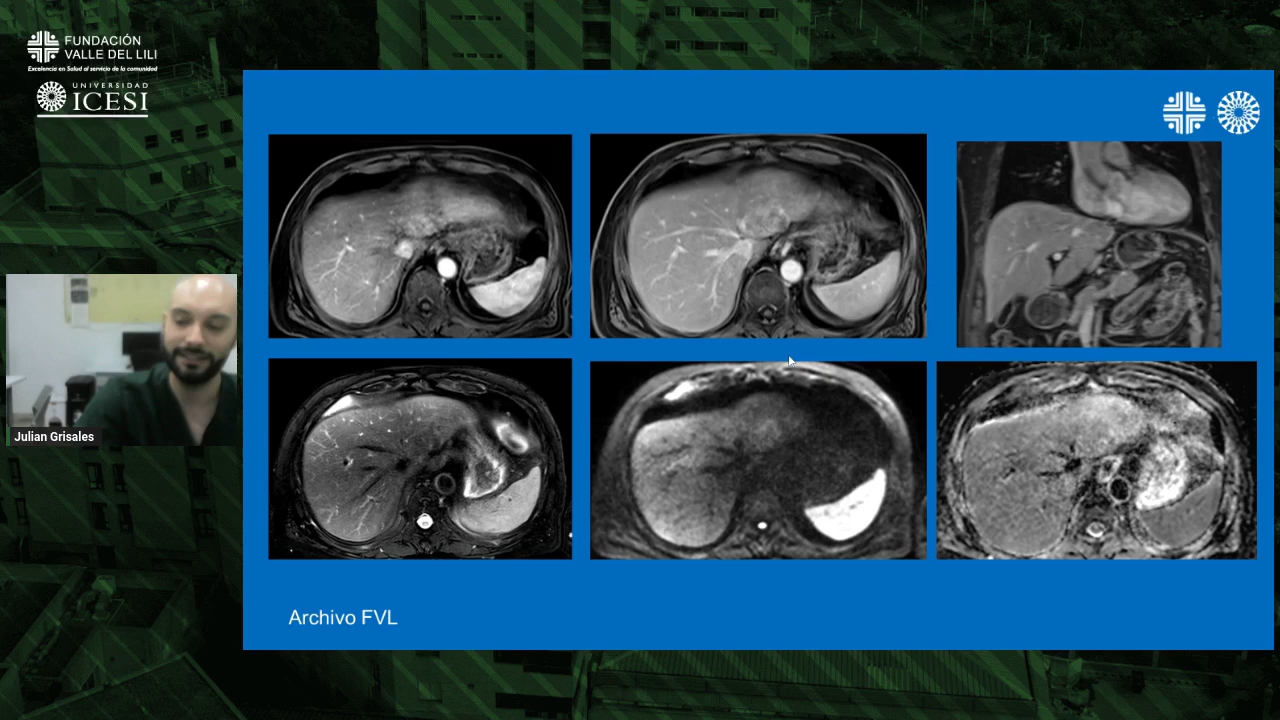 FUNDACIÓN
VALLE DEL LILI
Excelencia en Salud al servicio de la comunidad
UNIVERSIDAD
ICESI
Julian Grisales
Archivo FVL